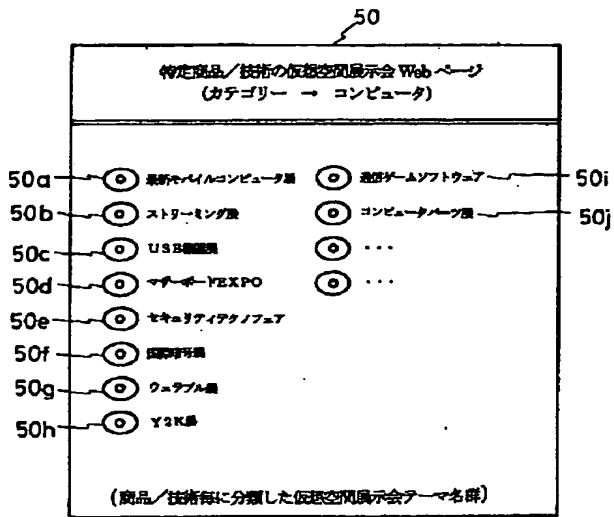 50
特定商品/技術の仮想空間展示会 Web ページ
(カテゴリー → コンピュータ)
50a 最新モバイルコンピュータ展
50b ストリーミング展
50c USB機器展
50d マザーボードEXPO
50e セキュリティテクノフェア
50f 展
50g ウェラブル展
50h Y2K展
通信ゲームソフトウェア 50i
コンピュータパーツ展 50j
・・・
・・・
(商品/技術毎に分類した仮想空間展示会テーマ名群)